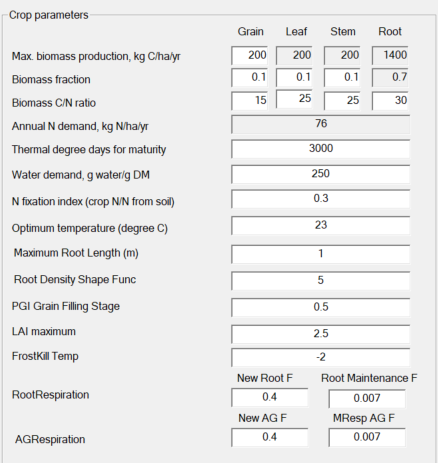 Crop parameters
Grain Leaf Stem Root
Max. biomass production, kg C/ha/yr 200 200 200 1400
Biomass fraction 0.1 0.1 0.1 0.7
Biomass C/N ratio 15 25 25 30
Annual N demand, kg N/ha/yr 76
Thermal degree days for maturity 3000
Water demand, g water/g DM 250
N fixation index (crop N/N from soil) 0.3
Optimum temperature (degree C) 23
Maximum Root Length (m) 1
Root Density Shape Func 5
PGI Grain Filling Stage 0.5
LAI maximum 2.5
FrostKill Temp -2
New Root F Root Maintenance F
RootRespiration 0.4 0.007
New AG F MResp AG F
AGRespiration 0.4 0.007